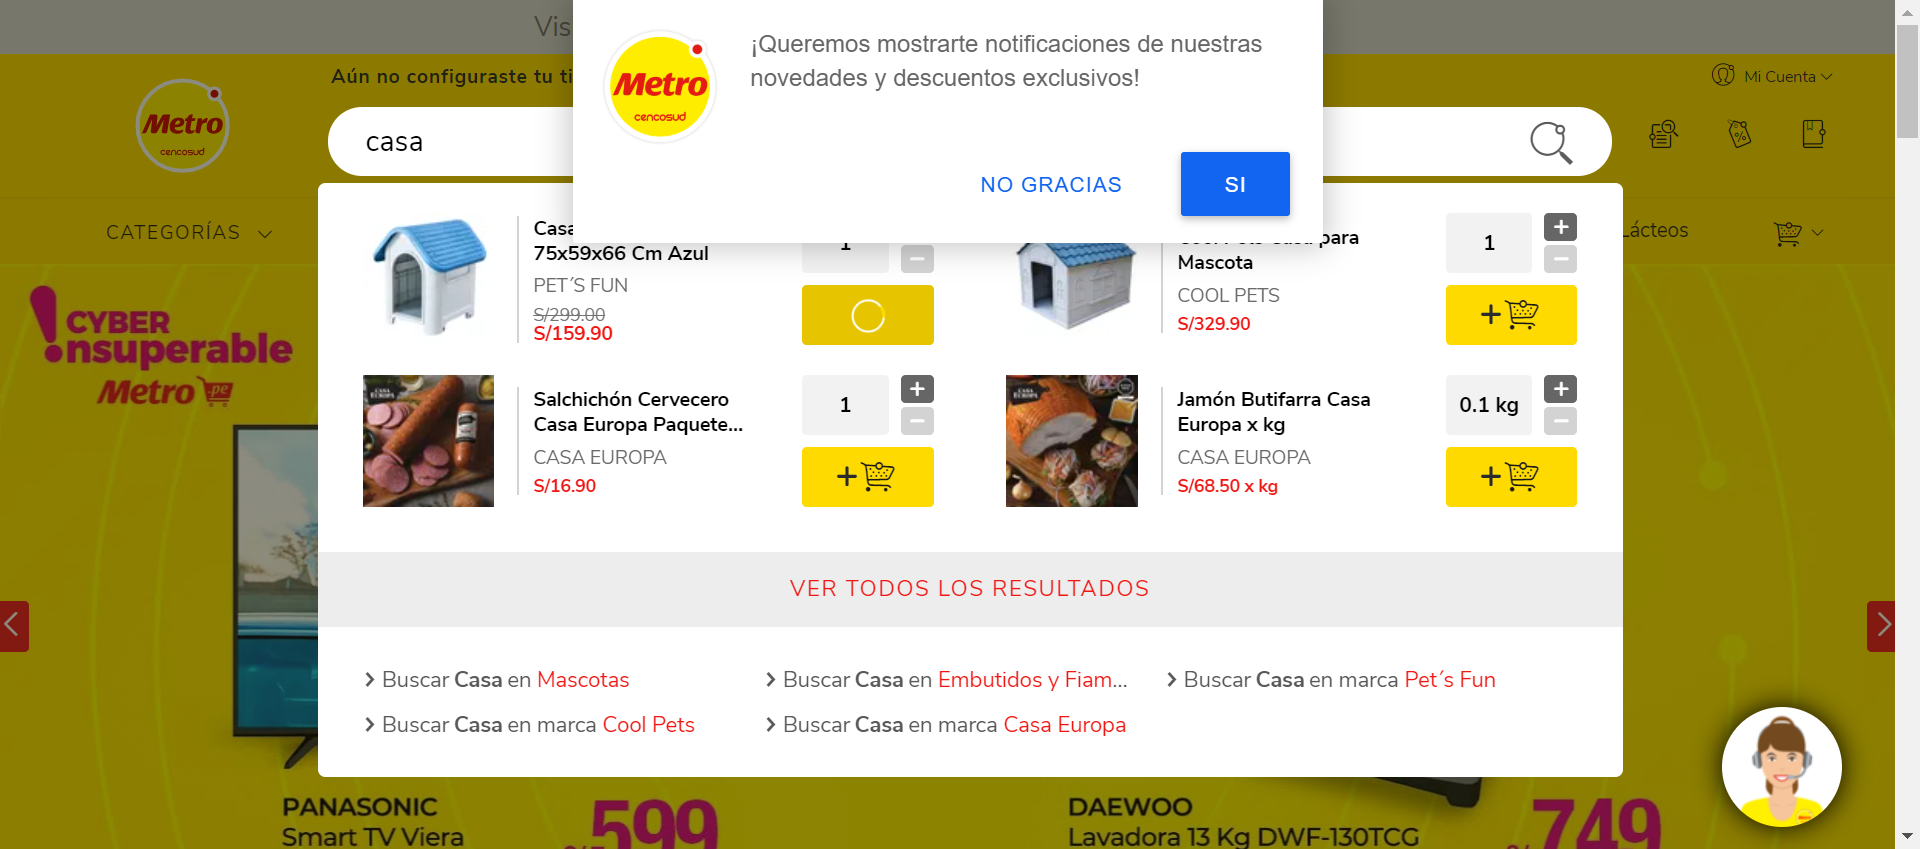 Vis
¡Queremos mostrarte notificaciones de nuestras
novedades y descuentos exclusivos!
Metro
cencosud
NO GRACIAS
SI
Aún no configuraste tu ti
Mi Cuenta
Metro
cencosud
casa
CATEGORÍAS
Lácteos
Casa
75x59x66 Cm Azul
PET´S FUN
S/299.00
S/159.90
1
Cool Pets Casa para
Mascota
COOL PETS
S/329.90
1
Salchichón Cervecero
Casa Europa Paquete...
CASA EUROPA
S/16.90
1
Jamón Butifarra Casa
Europa x kg
CASA EUROPA
S/68.50 x kg
0.1 kg
CYBER
!nsuperable
Metro pe
VER TODOS LOS RESULTADOS
Buscar Casa en Mascotas
Buscar Casa en Embutidos y Fiam...
Buscar Casa en marca Pet´s Fun
Buscar Casa en marca Cool Pets
Buscar Casa en marca Casa Europa
PANASONIC
Smart TV Viera
599
DAEWOO
Lavadora 13 Kg DWF-130TCG
749